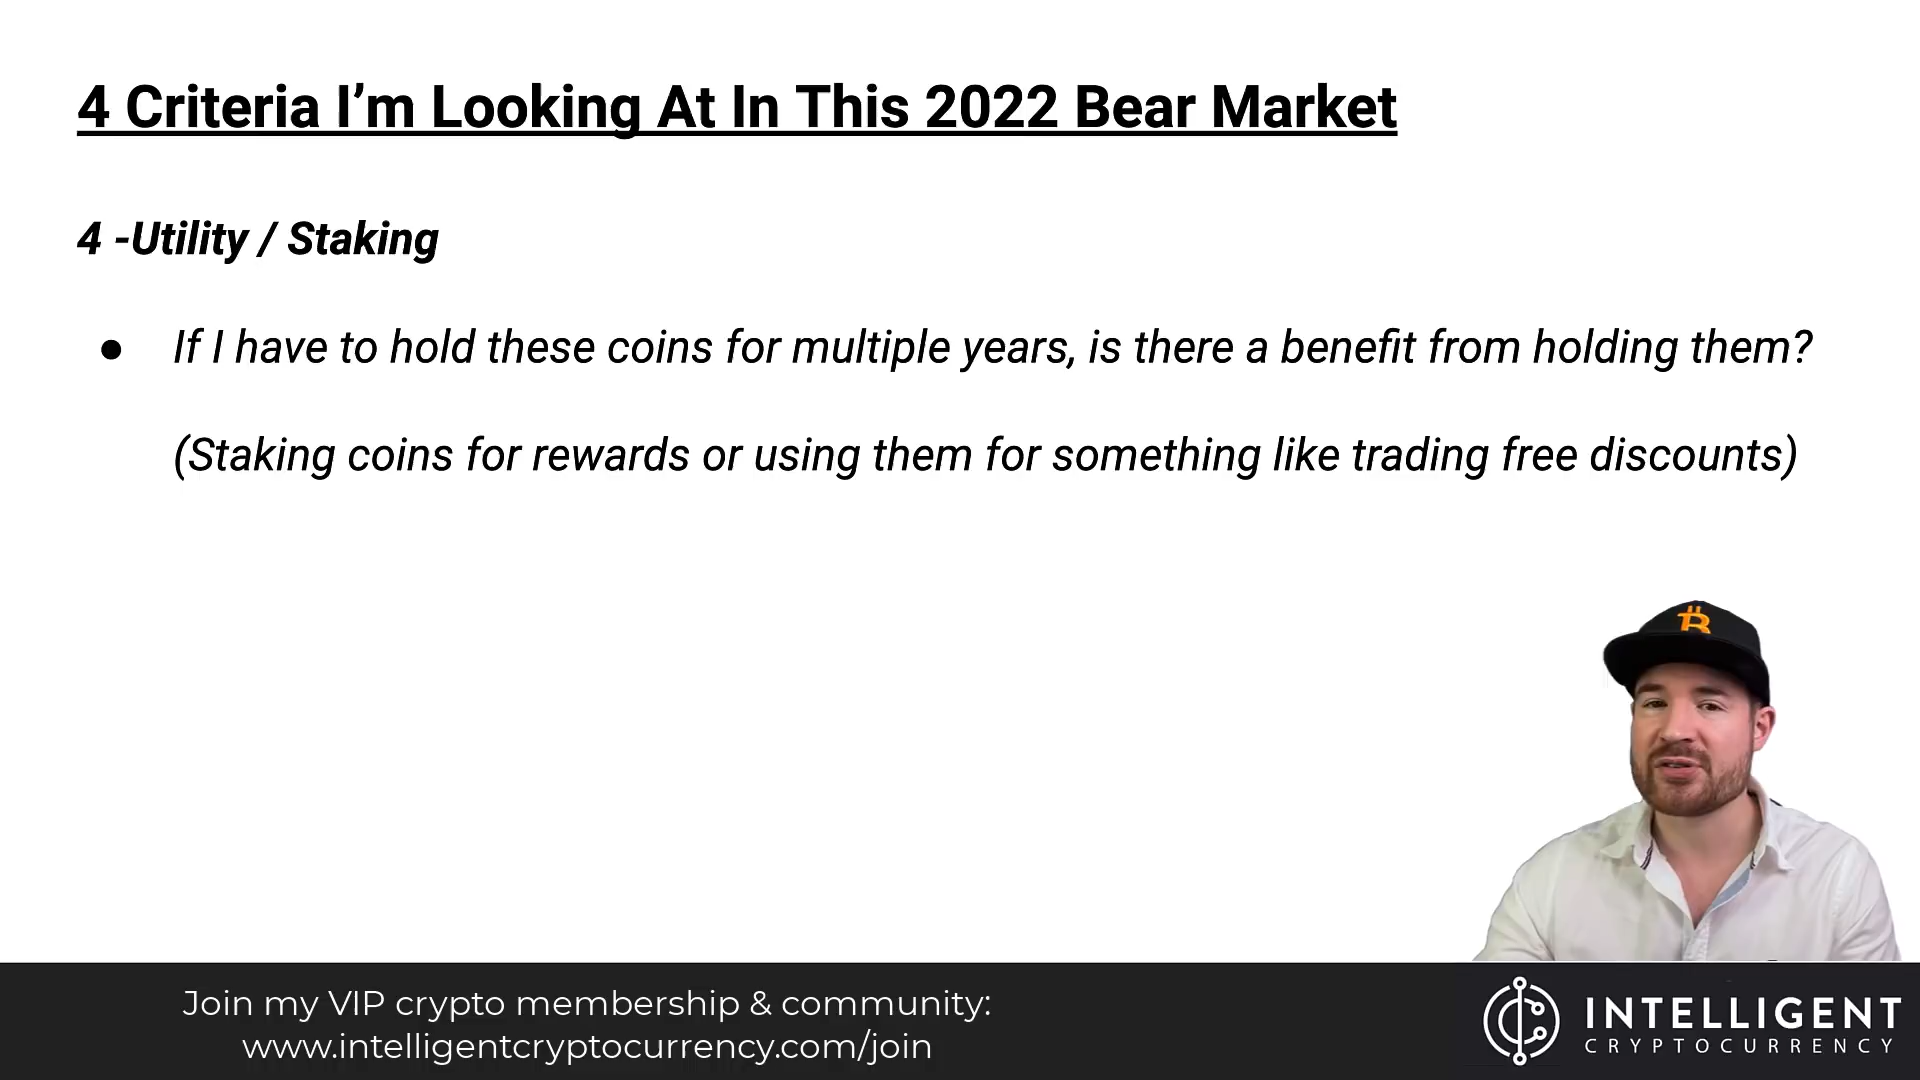 4 Criteria I’m Looking At In This 2022 Bear Market
4 -Utility / Staking
● If I have to hold these coins for multiple years, is there a benefit from holding them?
(Staking coins for rewards or using them for something like trading free discounts)
Join my VIP crypto membership & community:
www.intelligentcryptocurrency.com/join
INTELLIGENT
CRYPTOCURRENCY